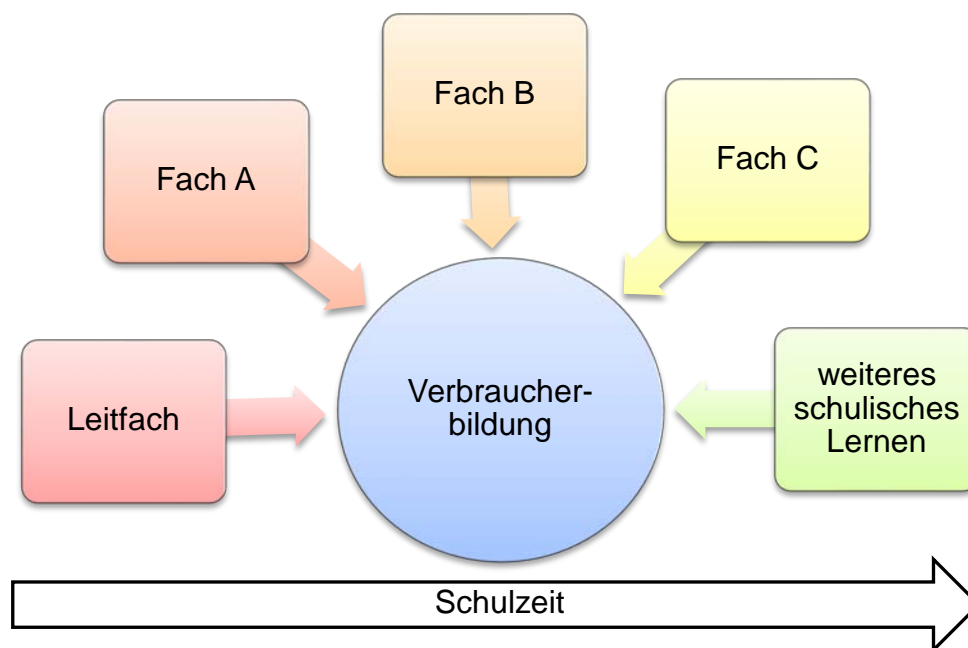 Fach B
Fach A
Fach C
Leitfach
Verbraucher-
bildung
weiteres
schulisches
Lernen
Schulzeit